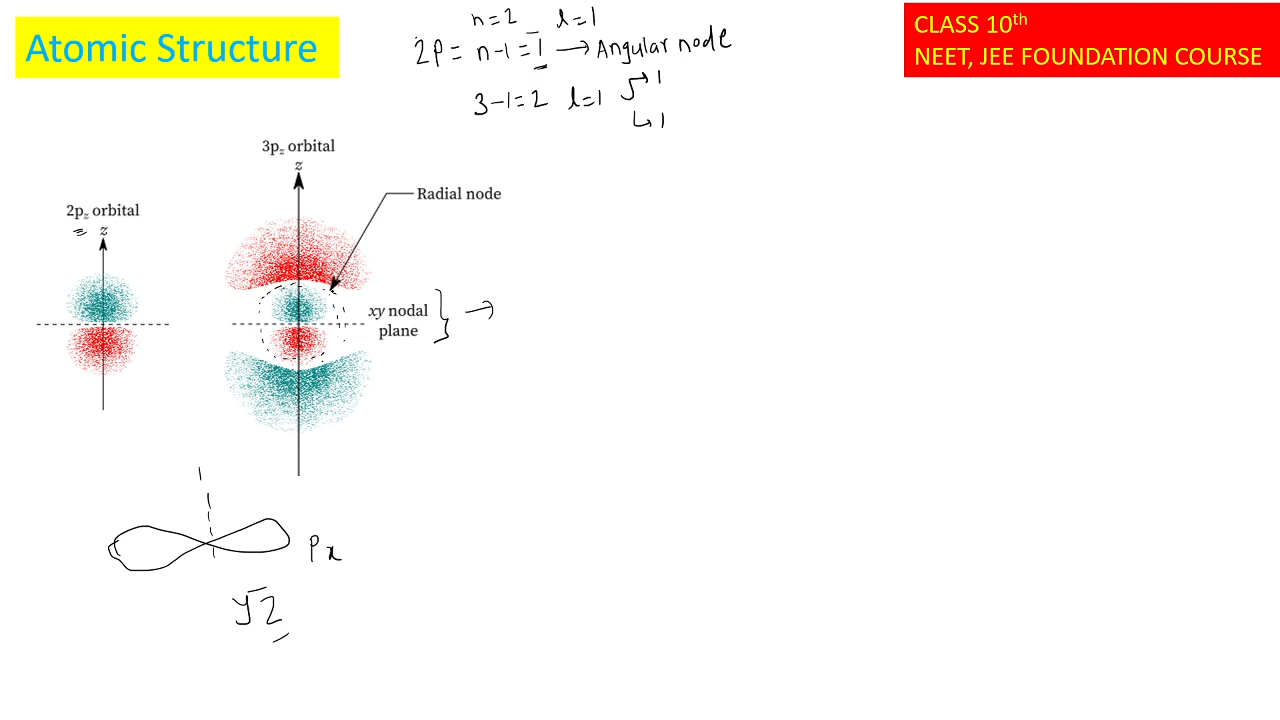 Atomic Structure
CLASS 10th
NEET, JEE FOUNDATION COURSE
n=2 l=1
2P = n-1 = 1 → Angular node
3-1=2 l=1 → 1
↳ 1
3pz orbital
z
Radial node
2pz orbital
z
xy nodal
plane
Px
yz